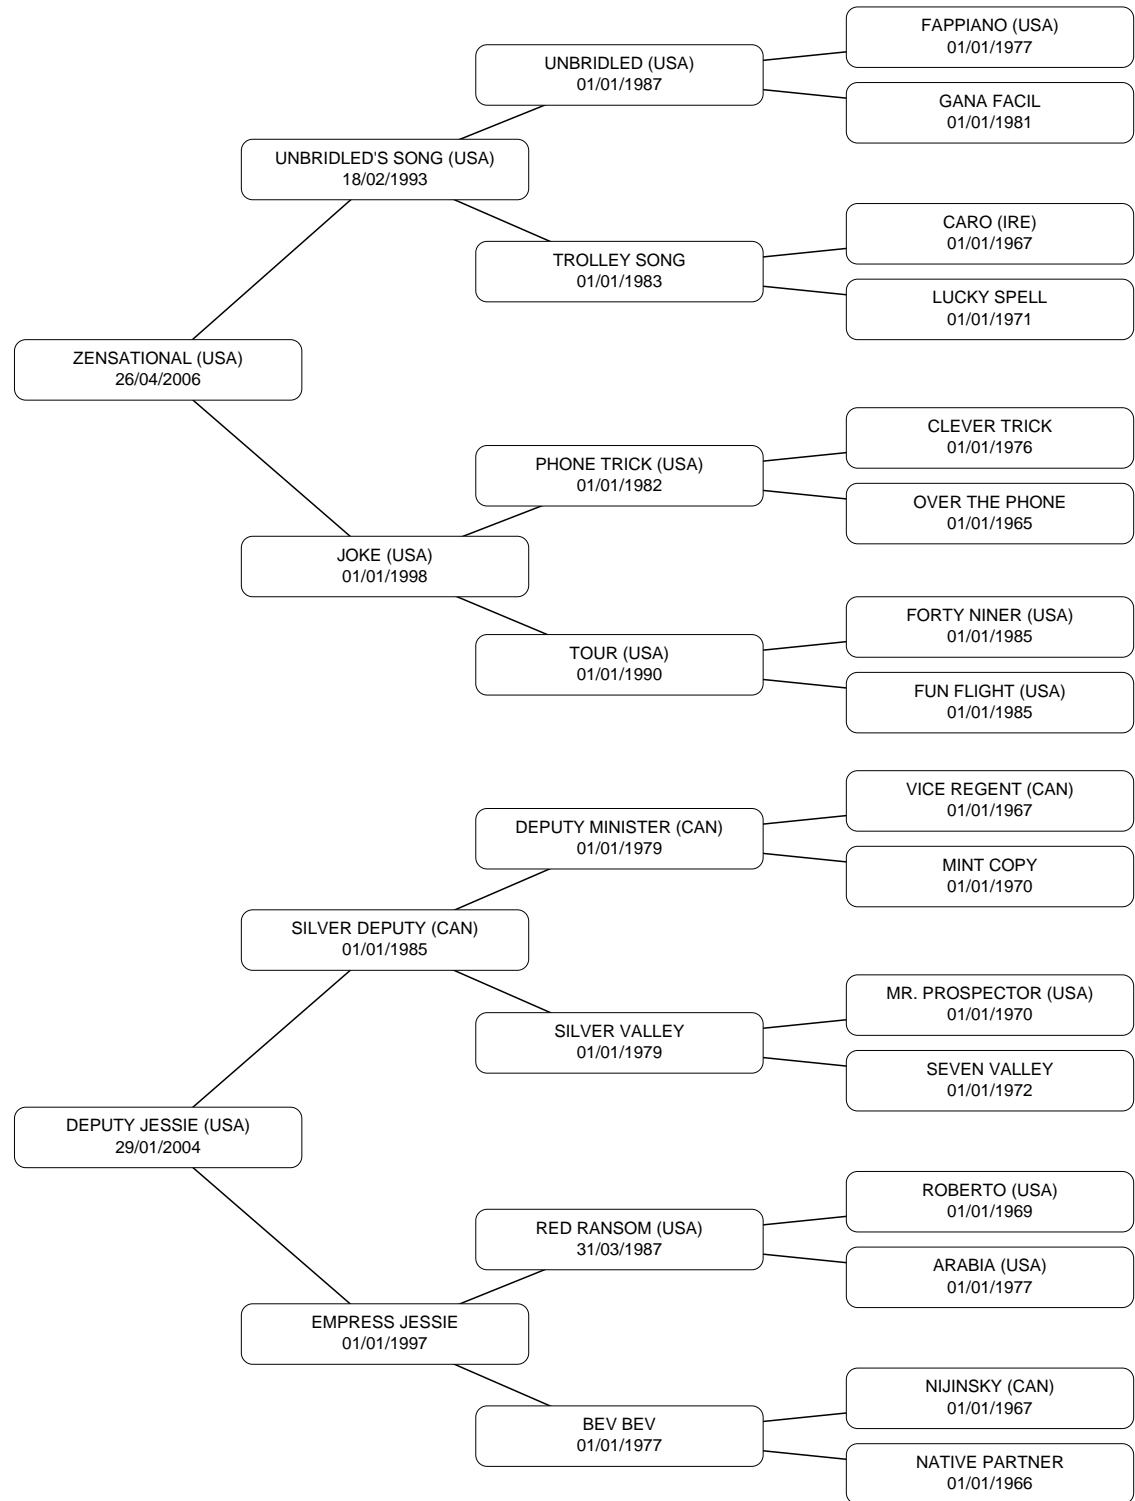 FAPPIANO (USA)
01/01/1977
UNBRIDLED (USA)
01/01/1987
GANA FACIL
01/01/1981
UNBRIDLED'S SONG (USA)
18/02/1993
CARO (IRE)
01/01/1967
TROLLEY SONG
01/01/1983
LUCKY SPELL
01/01/1971
ZENSATIONAL (USA)
26/04/2006
CLEVER TRICK
01/01/1976
PHONE TRICK (USA)
01/01/1982
OVER THE PHONE
01/01/1965
JOKE (USA)
01/01/1998
FORTY NINER (USA)
01/01/1985
TOUR (USA)
01/01/1990
FUN FLIGHT (USA)
01/01/1985
VICE REGENT (CAN)
01/01/1967
DEPUTY MINISTER (CAN)
01/01/1979
MINT COPY
01/01/1970
SILVER DEPUTY (CAN)
01/01/1985
MR. PROSPECTOR (USA)
01/01/1970
SILVER VALLEY
01/01/1979
SEVEN VALLEY
01/01/1972
DEPUTY JESSIE (USA)
29/01/2004
ROBERTO (USA)
01/01/1969
RED RANSOM (USA)
31/03/1987
ARABIA (USA)
01/01/1977
EMPRESS JESSIE
01/01/1997
NIJINSKY (CAN)
01/01/1967
BEV BEV
01/01/1977
NATIVE PARTNER
01/01/1966